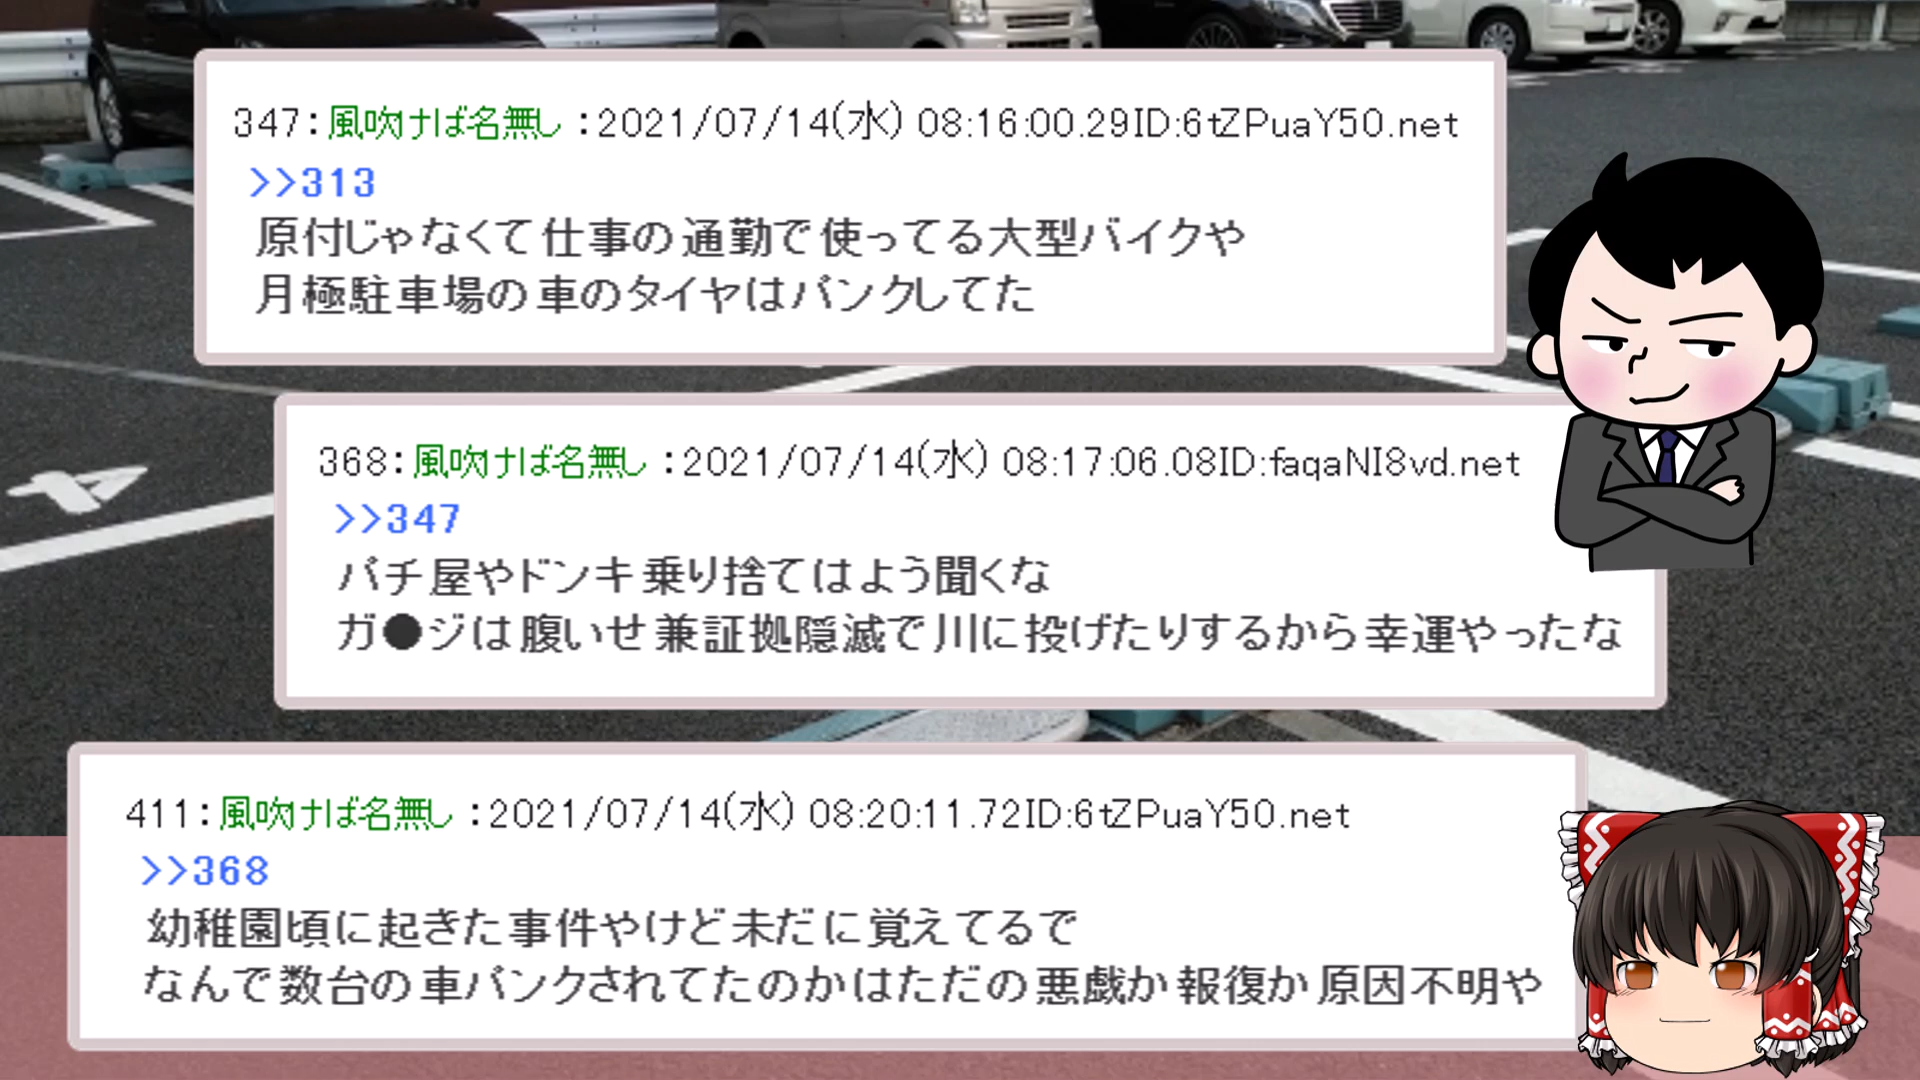 347:風吹けば名無し :2021/07/14(水) 08:16:00.29ID:6tZPuaY50.net
>>313
原付じゃなくて仕事の通勤で使ってる大型バイクや
月極駐車場の車のタイヤはパンクしてた
368:風吹けば名無し :2021/07/14(水) 08:17:06.08ID:faqaNI8vd.net
>>347
パチ屋やドンキ乗り捨てはよう聞くな
ガ●ジは腹いせ兼証拠隠滅で川に投げたりするから幸運やったな
411:風吹けば名無し :2021/07/14(水) 08:20:11.72ID:6tZPuaY50.net
>>368
幼稚園頃に起きた事件やけど未だに覚えてるで
なんで数台の車パンクされてたのかはただの悪戯か報復か原因不明や